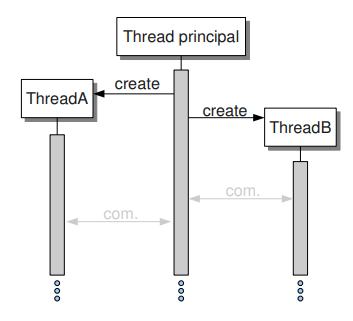 Thread principal
create
ThreadA
create
ThreadB
com.
com.